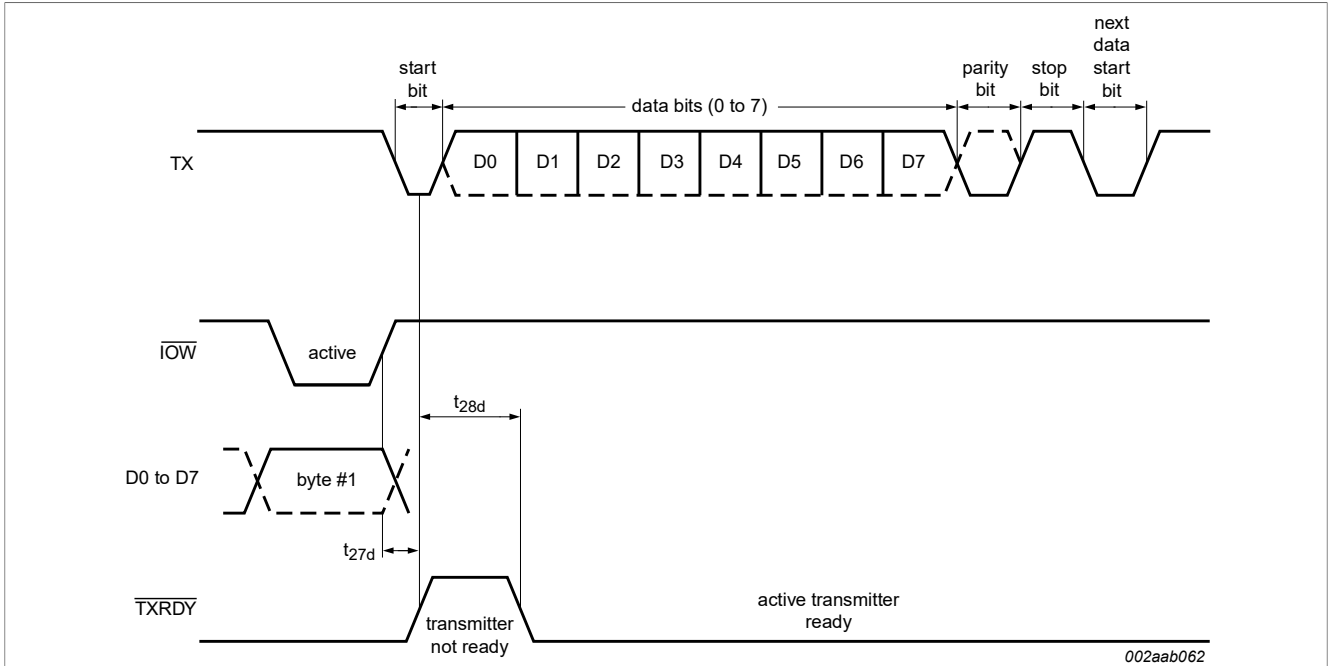 next
data
start
bit
start
bit
parity
bit
stop
bit
data bits (0 to 7)
TX
D0
D1
D2
D3
D4
D5
D6
D7
IOW
active
t28d
D0 to D7
byte #1
t27d
TXRDY
transmitter
not ready
active transmitter
ready
002aab062